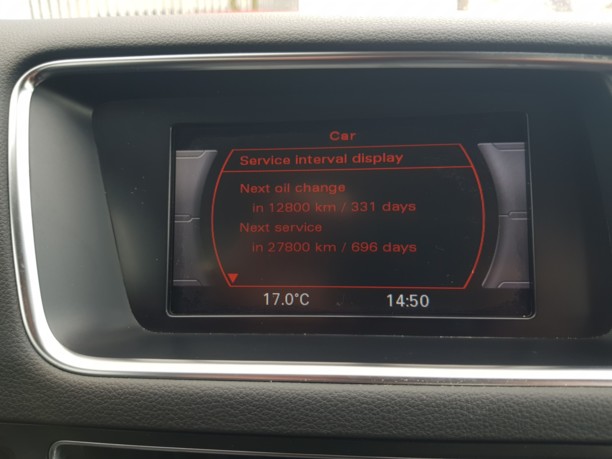 Car
Service interval display
Next oil change
in 12800 km / 331 days
Next service
in 27800 km / 696 days
17.0°C 14:50